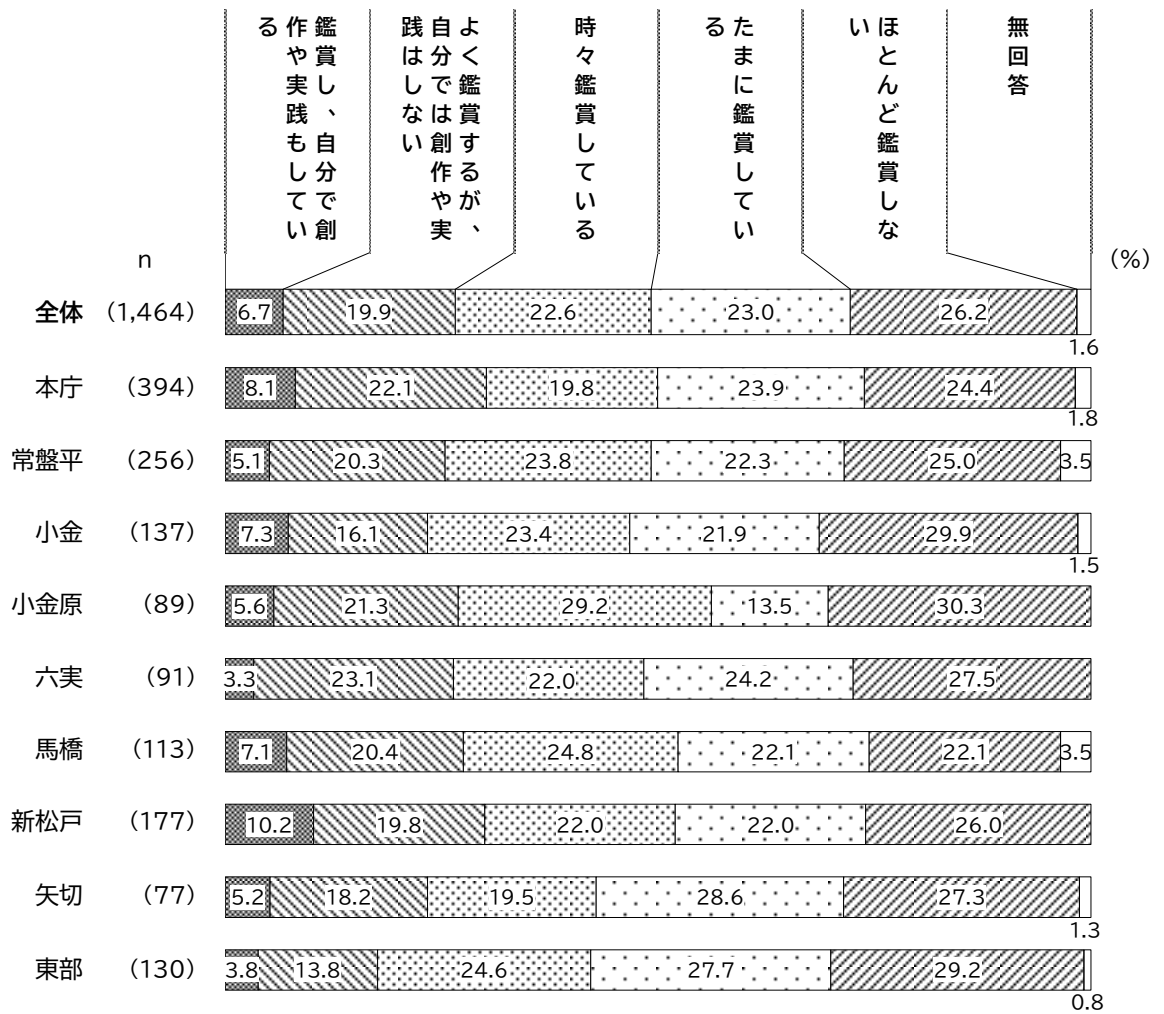 鑑賞し、自分で創
作や実践もしてい
る
よく鑑賞するが、
自分では創作や実
践はしない
時々鑑賞している
たまに鑑賞してい
る
ほとんど鑑賞しな
い
無回答
n
(%)
全体 (1,464) 6.7 19.9 22.6 23.0 26.2
1.6
本庁 (394) 8.1 22.1 19.8 23.9 24.4
1.8
常盤平 (256) 5.1 20.3 23.8 22.3 25.0 3.5
小金 (137) 7.3 16.1 23.4 21.9 29.9
1.5
小金原 (89) 5.6 21.3 29.2 13.5 30.3
六実 (91) 3.3 23.1 22.0 24.2 27.5
馬橋 (113) 7.1 20.4 24.8 22.1 22.1 3.5
新松戸 (177) 10.2 19.8 22.0 22.0 26.0
矢切 (77) 5.2 18.2 19.5 28.6 27.3
1.3
東部 (130) 3.8 13.8 24.6 27.7 29.2
0.8